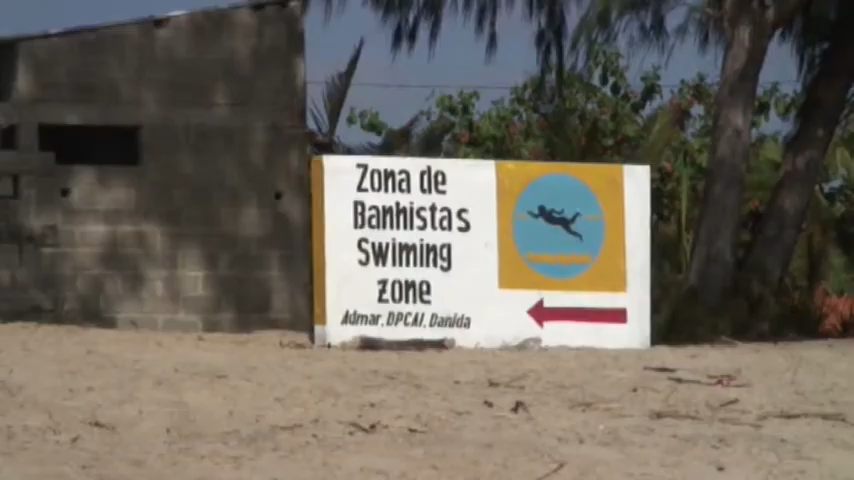 Zona de
Banhistas
Swiming
zone
Admar, DPCAI, Danida